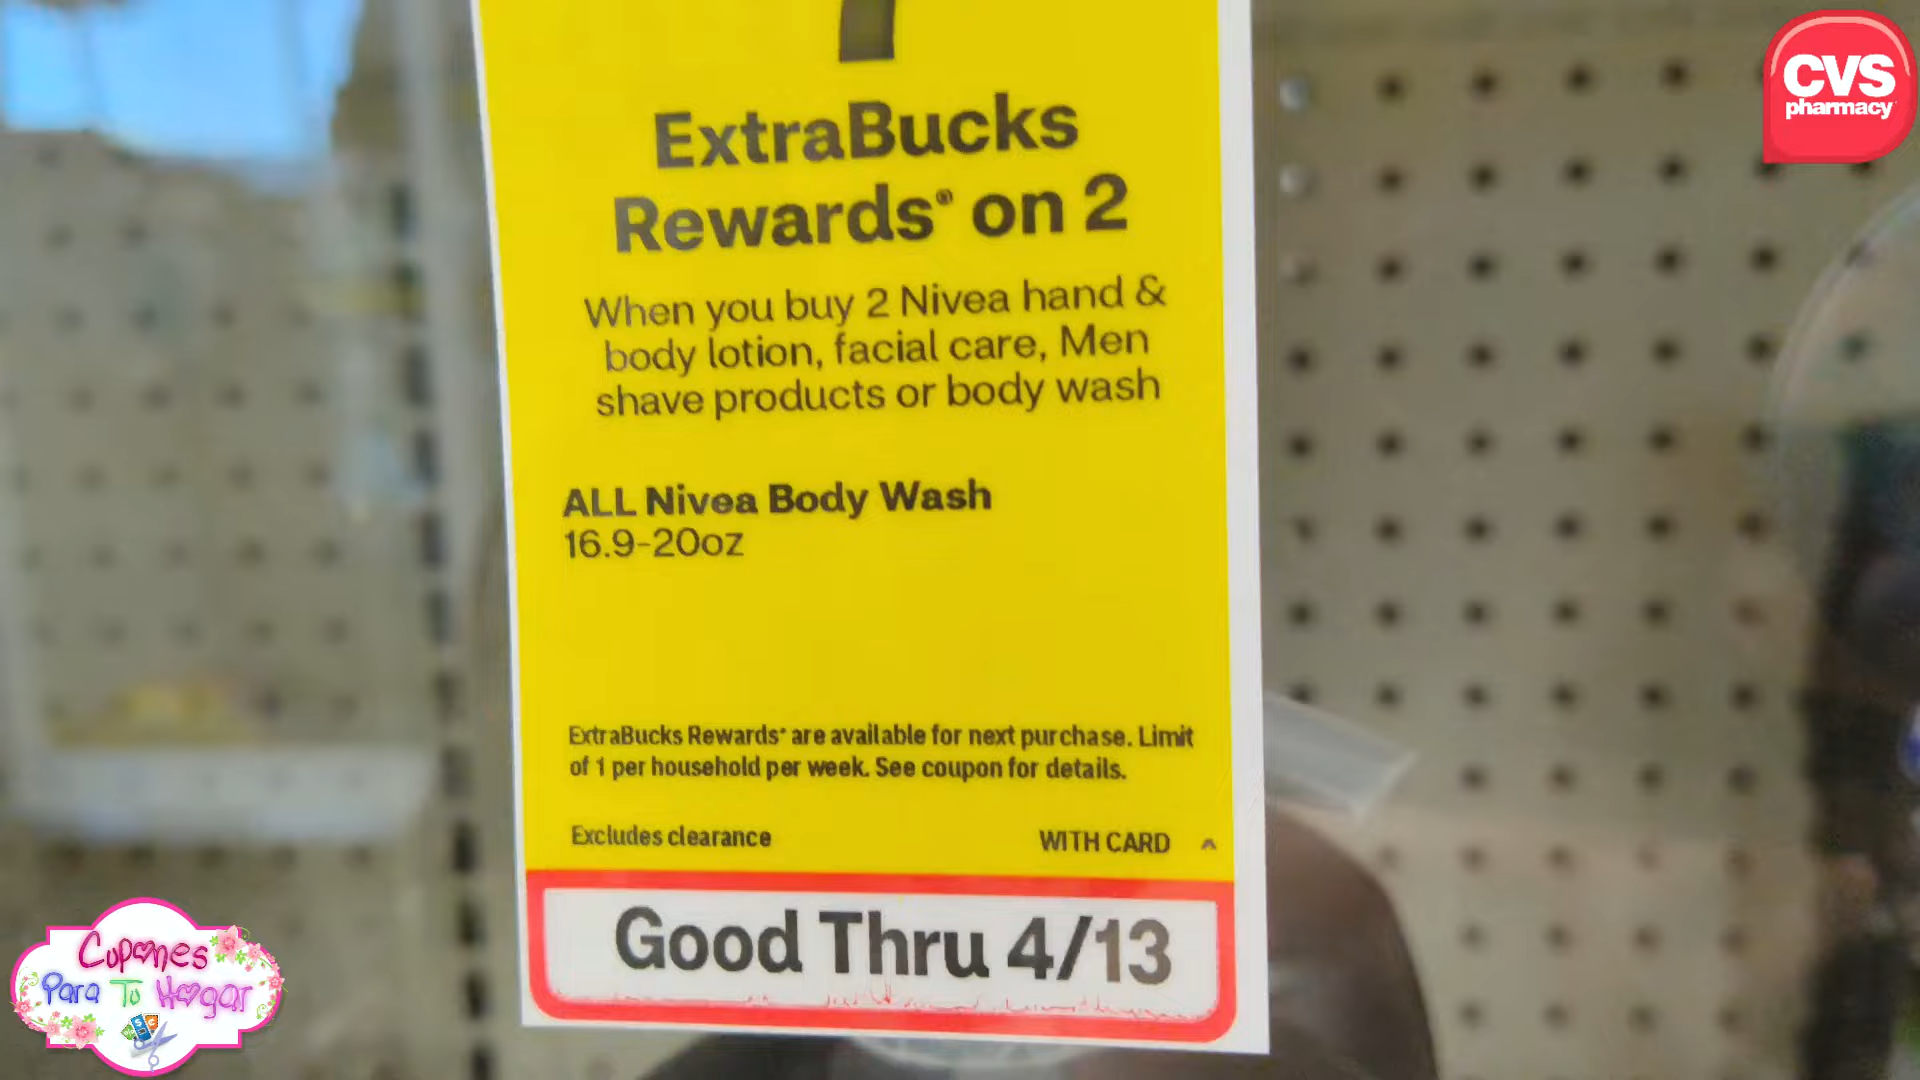 ExtraBucks
Rewards® on 2
When you buy 2 Nivea hand &
body lotion, facial care, Men
shave products or body wash
ALL Nivea Body Wash
16.9-20oz
ExtraBucks Rewards® are available for next purchase. Limit
of 1 per household per week. See coupon for details.
Excludes clearance
WITH CARD ^
Good Thru 4/13
CVS
pharmacy
Cupones
Para Tu Hogar